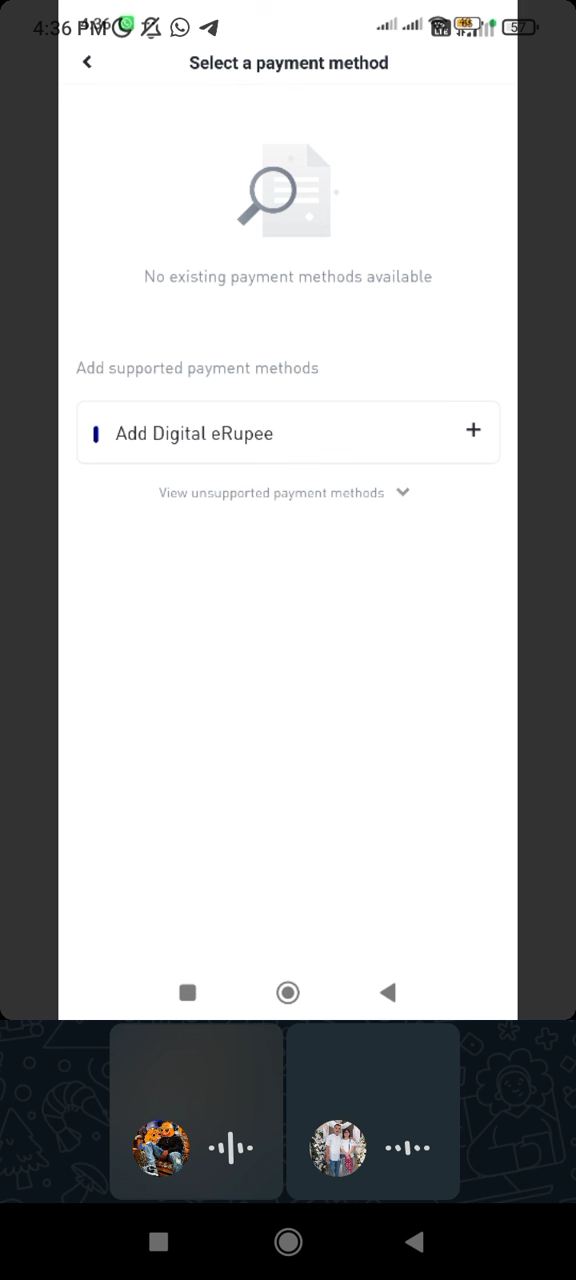 4:36 PM
57
Select a payment method
No existing payment methods available
Add supported payment methods
Add Digital eRupee
View unsupported payment methods